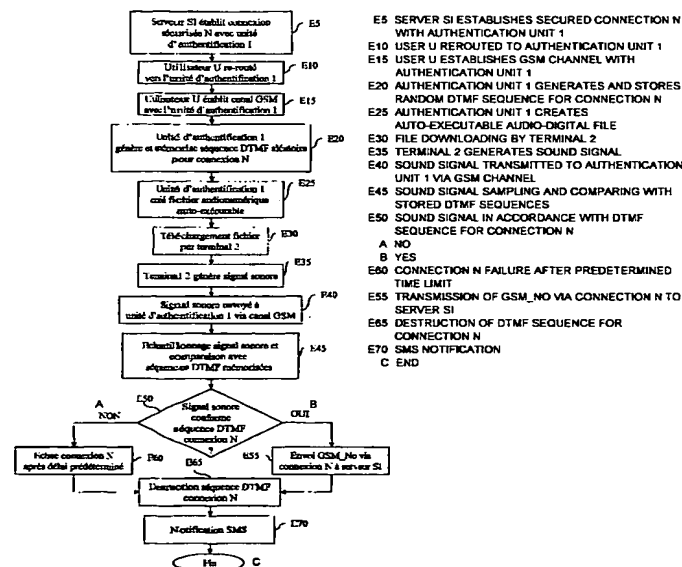 Serveur SI établit connexion
sécurisée N avec unité
d'authentification 1
E5
Utilisateur U re-routé
vers l'unité d'authentification 1
E10
Utilisateur U établit canal GSM
avec l'unité d'authentification 1
E15
Unité d'authentification 1
génère et mémorise séquence DTMF aléatoire
pour connexion N
E20
Unité d'authentification 1
crée fichier audionumérique
auto-exécutable
E25
Téléchargement fichier
par terminal 2
E30
Terminal 2 génère signal sonore
E35
Signal sonore envoyé à
unité d'authentification 1 via canal GSM
E40
Echantillonnage signal sonore et
comparaison avec
séquences DTMF mémorisées
E45
E50
Signal sonore
conforme
séquence DTMF
connexion N
?
A
NON
B
OUI
Echec connexion N
après délai prédéterminé
E60
E65
E55
Envoi GSM_No via
connexion N à serveur SI
Destruction séquence DTMF
connexion N
Notification SMS
E70
Fin
C
E5 SERVER SI ESTABLISHES SECURED CONNECTION N
WITH AUTHENTICATION UNIT 1
E10 USER U REROUTED TO AUTHENTICATION UNIT 1
E15 USER U ESTABLISHES GSM CHANNEL WITH
AUTHENTICATION UNIT 1
E20 AUTHENTICATION UNIT 1 GENERATES AND STORES
RANDOM DTMF SEQUENCE FOR CONNECTION N
E25 AUTHENTICATION UNIT 1 CREATES
AUTO-EXECUTABLE AUDIO-DIGITAL FILE
E30 FILE DOWNLOADING BY TERMINAL 2
E35 TERMINAL 2 GENERATES SOUND SIGNAL
E40 SOUND SIGNAL TRANSMITTED TO AUTHENTICATION
UNIT 1 VIA GSM CHANNEL
E45 SOUND SIGNAL SAMPLING AND COMPARING WITH
STORED DTMF SEQUENCES
E50 SOUND SIGNAL IN ACCORDANCE WITH DTMF
SEQUENCE FOR CONNECTION N
A NO
B YES
E60 CONNECTION N FAILURE AFTER PREDETERMINED
TIME LIMIT
E55 TRANSMISSION OF GSM_NO VIA CONNECTION N TO
SERVER SI
E65 DESTRUCTION OF DTMF SEQUENCE FOR
CONNECTION N
E70 SMS NOTIFICATION
C END